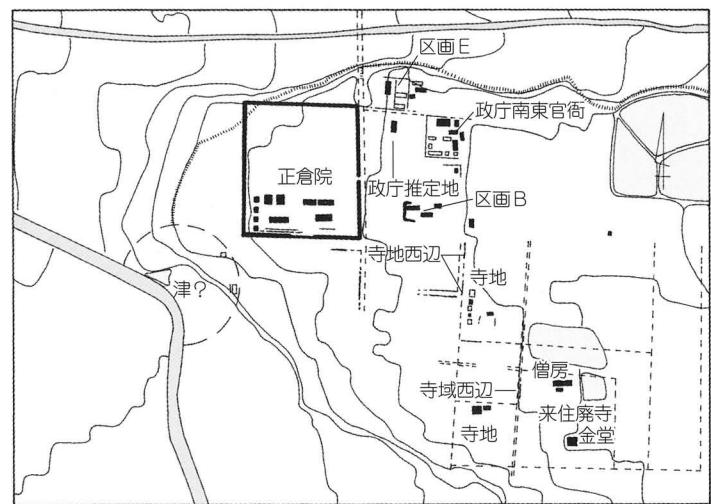 区画E
政庁南東官衙
正倉院
政庁推定地
区画B
寺地西辺
寺地
津?
僧房
寺域西辺
来住廃寺
寺地
金堂